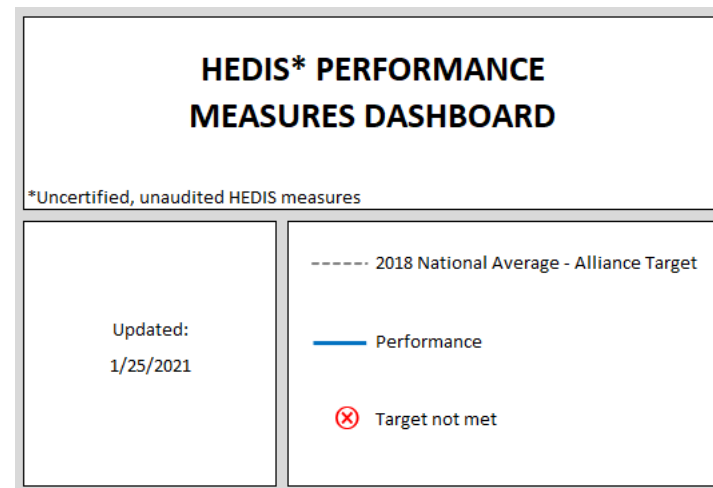 HEDIS* PERFORMANCE
MEASURES DASHBOARD
*Uncertified, unaudited HEDIS measures
Updated:
1/25/2021
2018 National Average - Alliance Target
Performance
Target not met